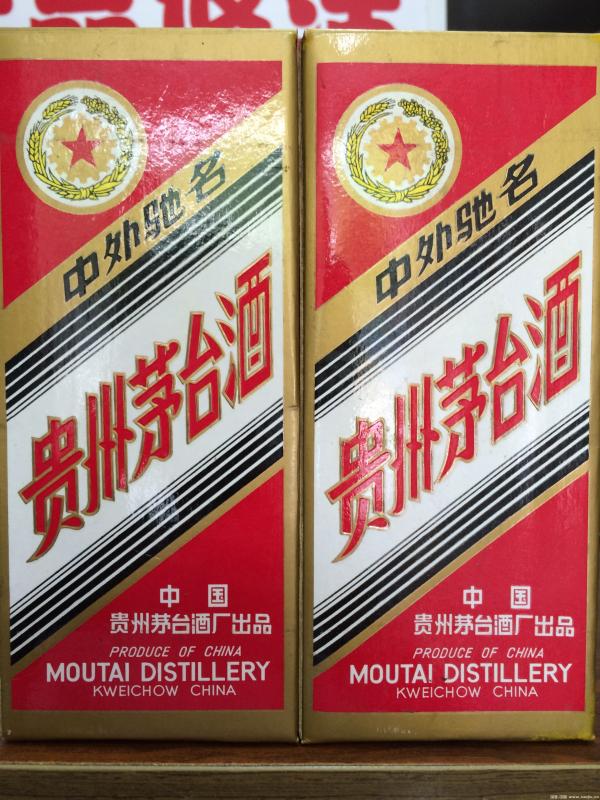 中外驰名
贵州茅台酒
中国
贵州茅台酒厂出品
PRODUCE OF CHINA
MOUTAI DISTILLERY
KWEICHOW CHINA
中外驰名
贵州茅台酒
中国
贵州茅台酒厂出品
PRODUCE OF CHINA
MOUTAI DISTILLERY
KWEICHOW CHINA